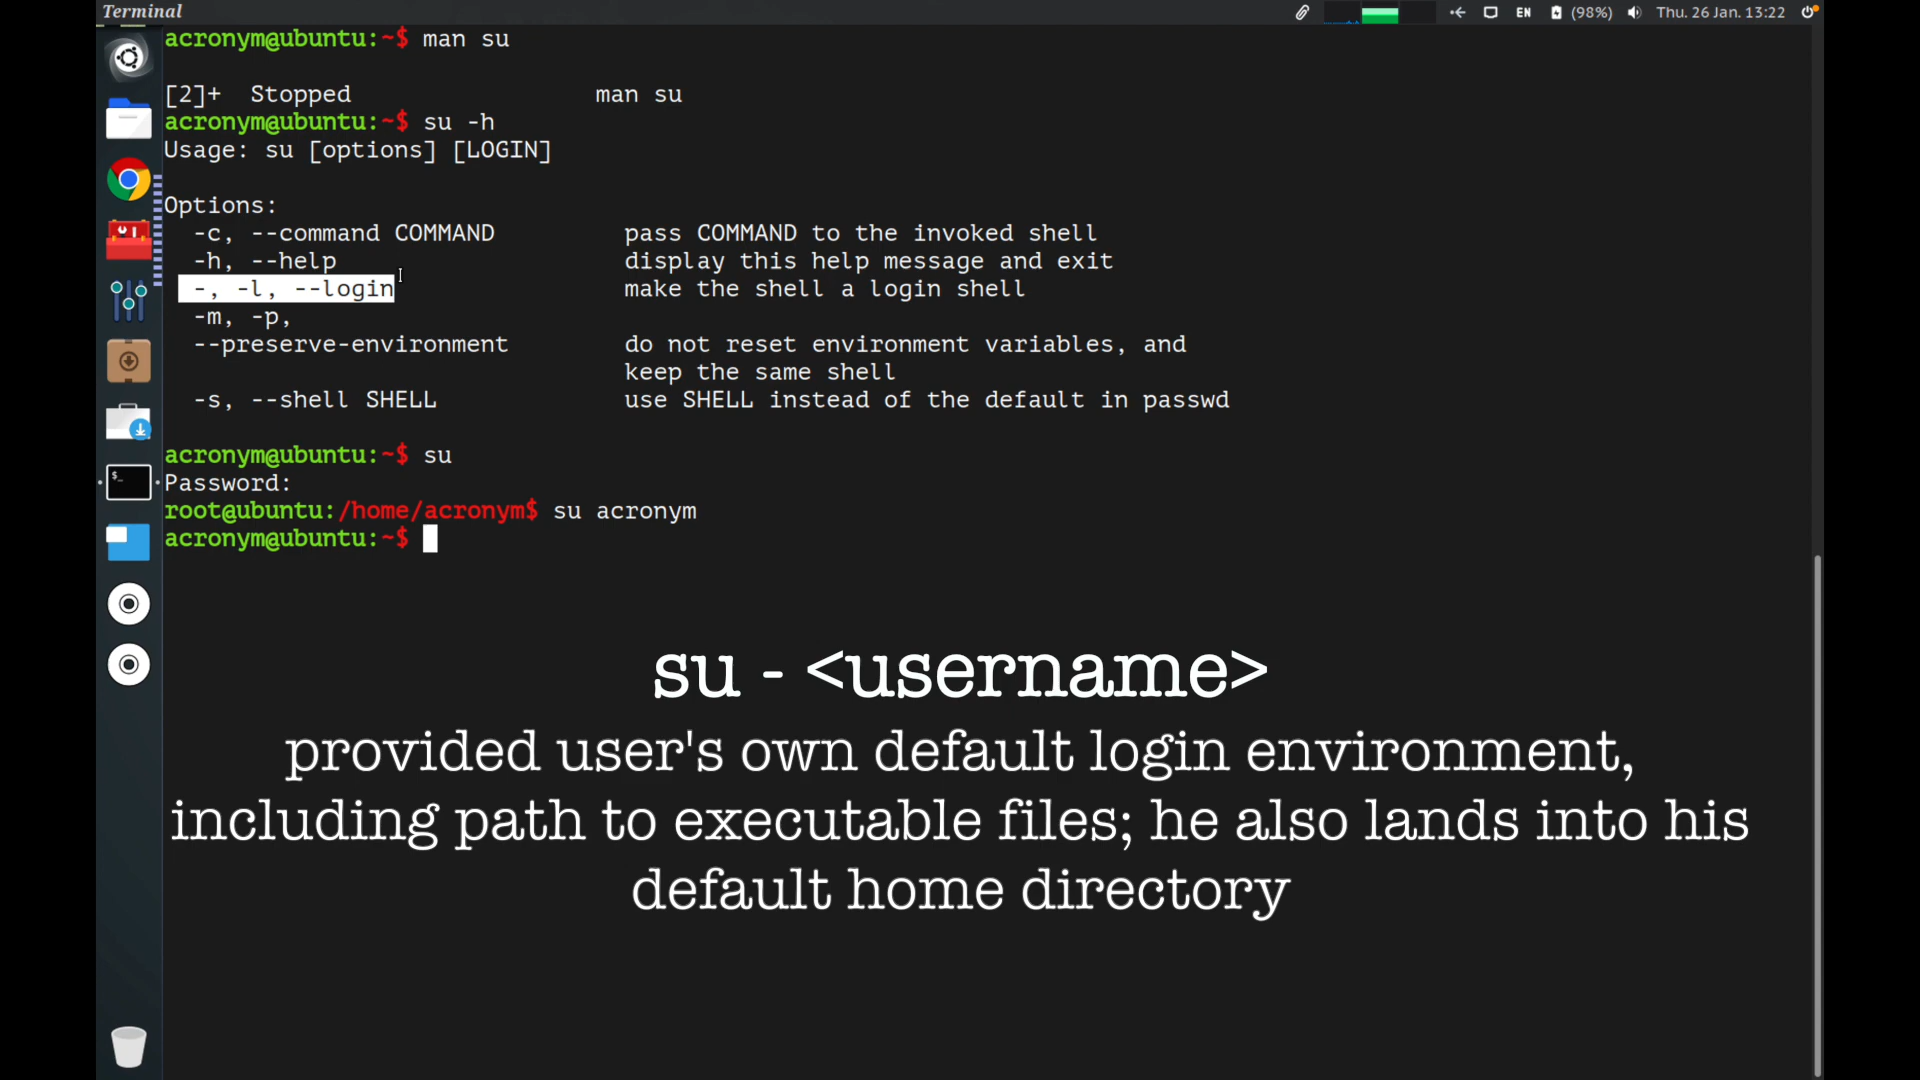 Terminal
EN
(98%)
Thu. 26 Jan. 13:22
acronym@ubuntu:~$ man su
[2]+  Stopped                 man su
acronym@ubuntu:~$ su -h
Usage: su [options] [LOGIN]
Options:
  -c, --command COMMAND         pass COMMAND to the invoked shell
  -h, --help                    display this help message and exit
  -, -l, --login                make the shell a login shell
  -m, -p,
  --preserve-environment        do not reset environment variables, and
                                keep the same shell
  -s, --shell SHELL             use SHELL instead of the default in passwd
acronym@ubuntu:~$ su
Password:
root@ubuntu:/home/acronym$ su acronym
acronym@ubuntu:~$
su - <username>
provided user's own default login environment,
including path to executable files; he also lands into his
default home directory